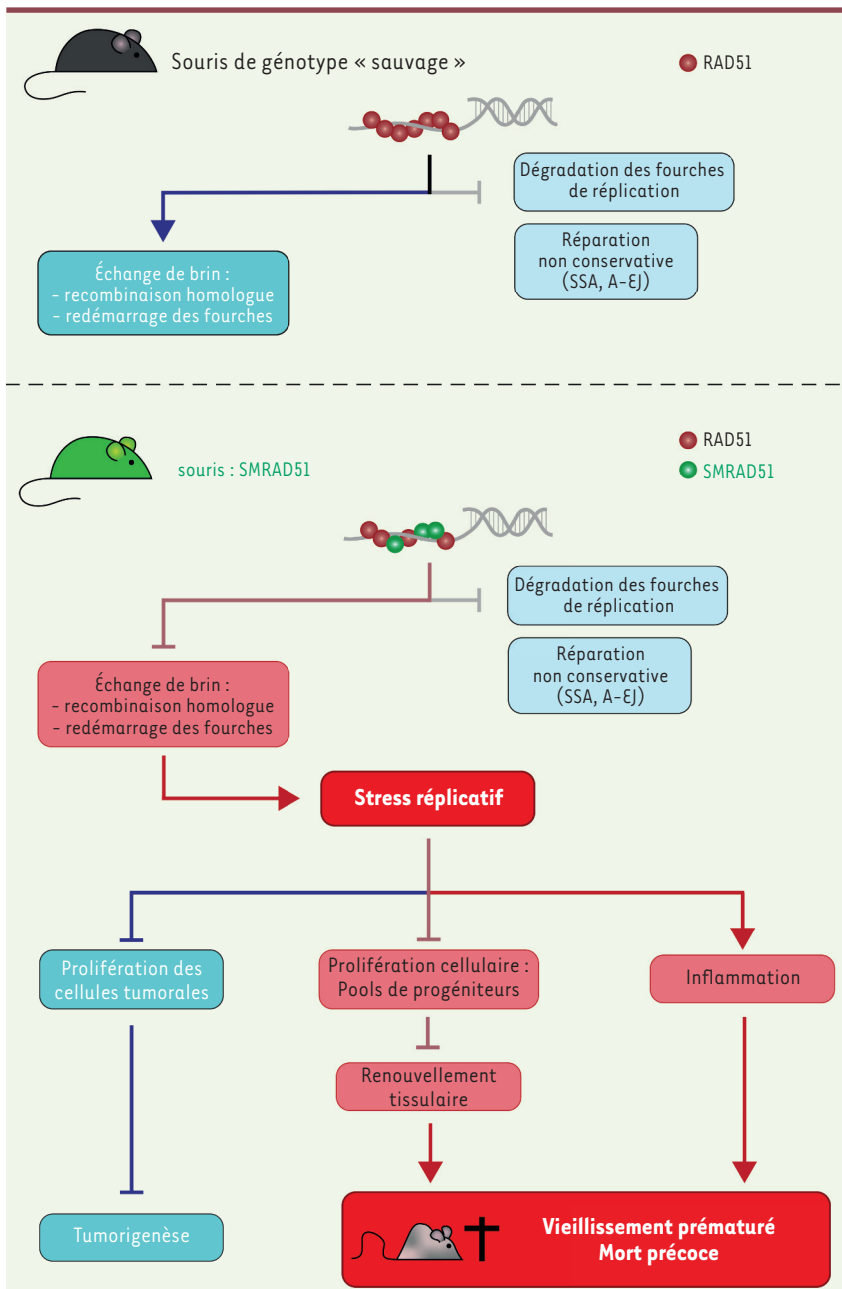 Souris de génotype « sauvage »
RAD51
Dégradation des fourches
de réplication
Réparation
non conservative
(SSA, A-EJ)
Échange de brin :
– recombinaison homologue
– redémarrage des fourches
souris : SMRAD51
RAD51
SMRAD51
Dégradation des fourches
de réplication
Réparation
non conservative
(SSA, A-EJ)
Échange de brin :
– recombinaison homologue
– redémarrage des fourches
Stress réplicatif
Prolifération des
cellules tumorales
Prolifération cellulaire :
Pools de progéniteurs
Inflammation
Renouvellement
tissulaire
Tumorigenèse
Vieillissement prématuré
Mort précoce